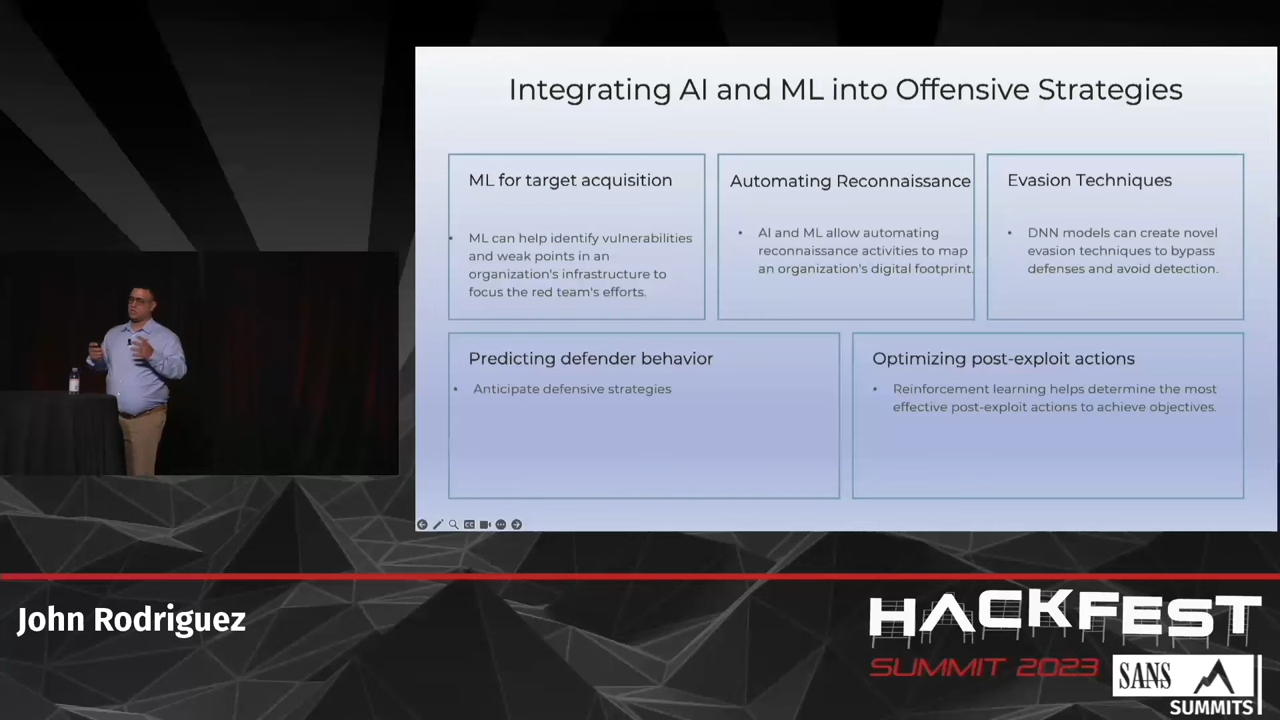 Integrating AI and ML into Offensive Strategies
ML for target acquisition
• ML can help identify vulnerabilities
and weak points in an
organization's infrastructure to
focus the red team's efforts.
Automating Reconnaissance
• AI and ML allow automating
reconnaissance activities to map
an organization's digital footprint.
Evasion Techniques
• DNN models can create novel
evasion techniques to bypass
defenses and avoid detection.
Predicting defender behavior
• Anticipate defensive strategies
Optimizing post-exploit actions
• Reinforcement learning helps determine the most
effective post-exploit actions to achieve objectives.
John Rodriguez
HACKFEST
SUMMIT 2023
SANS
SUMMITS